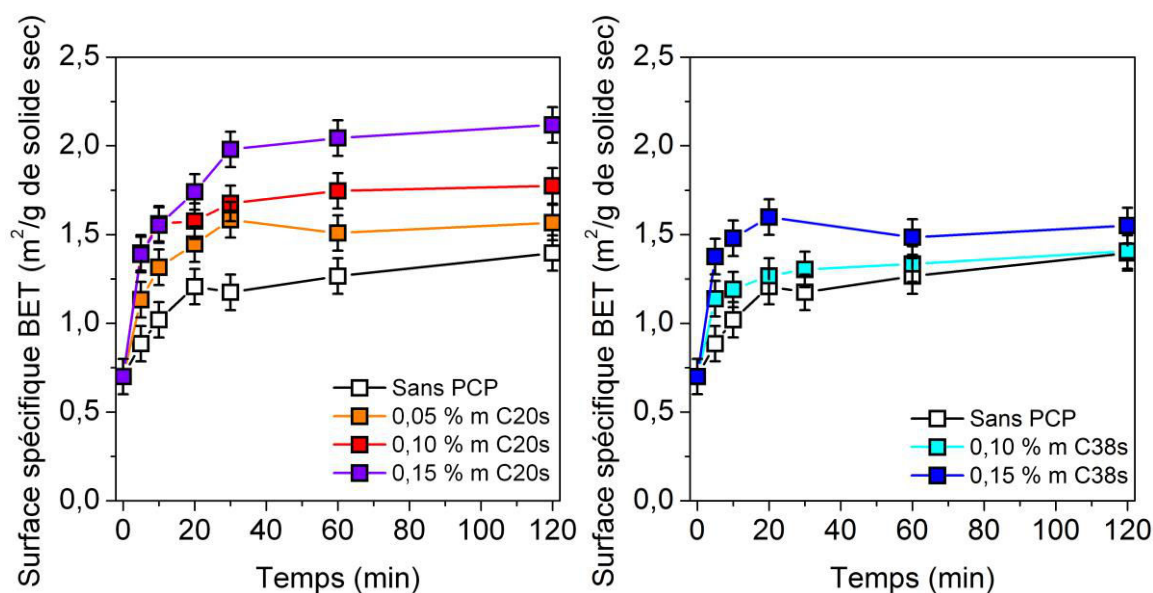 Surface spécifique BET (m²/g de solide sec)
2,5
2,0
1,5
1,0
0,5
0,0
Sans PCP
0,05 % m C20s
0,10 % m C20s
0,15 % m C20s
0 20 40 60 80 100 120
Temps (min)
Surface spécifique BET (m²/g de solide sec)
2,5
2,0
1,5
1,0
0,5
0,0
Sans PCP
0,10 % m C38s
0,15 % m C38s
0 20 40 60 80 100 120
Temps (min)